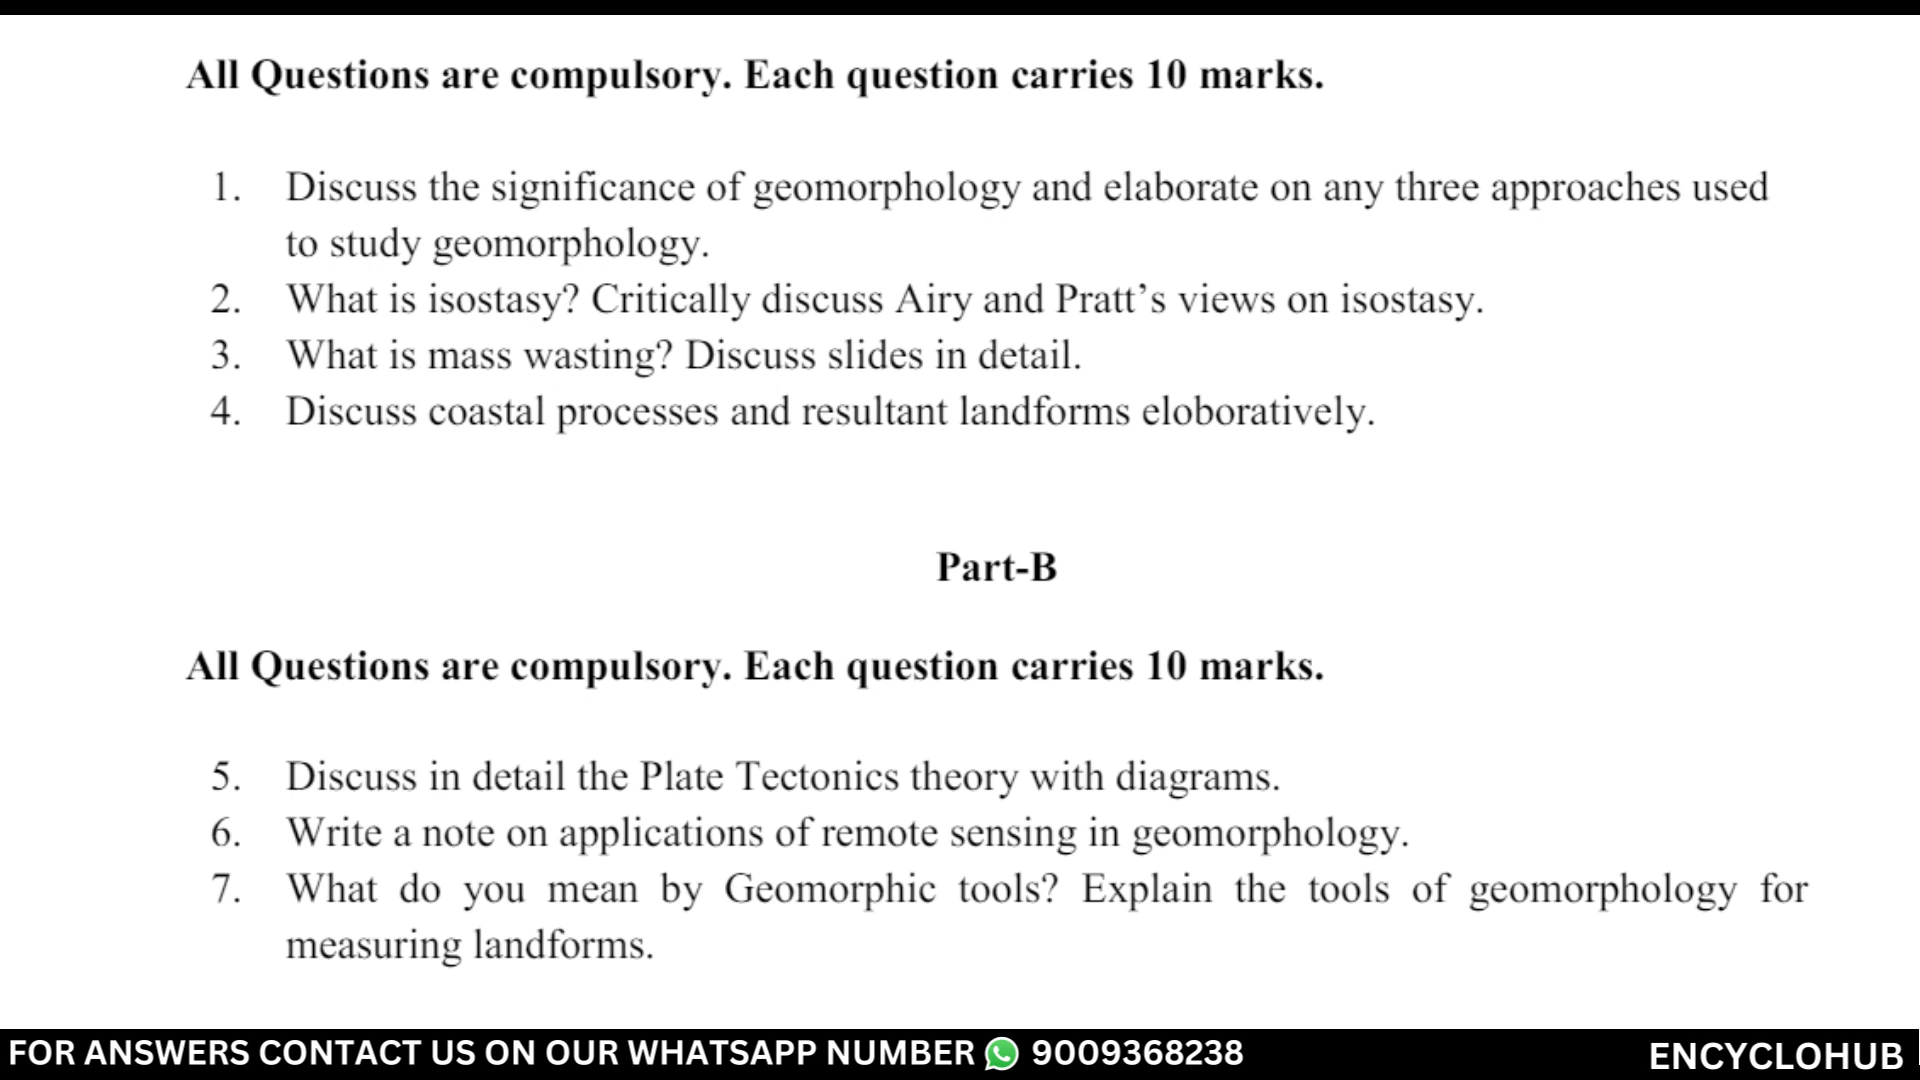 All Questions are compulsory. Each question carries 10 marks.
1. Discuss the significance of geomorphology and elaborate on any three approaches used
to study geomorphology.
2. What is isostasy? Critically discuss Airy and Pratt’s views on isostasy.
3. What is mass wasting? Discuss slides in detail.
4. Discuss coastal processes and resultant landforms eloboratively.
Part-B
All Questions are compulsory. Each question carries 10 marks.
5. Discuss in detail the Plate Tectonics theory with diagrams.
6. Write a note on applications of remote sensing in geomorphology.
7. What do you mean by Geomorphic tools? Explain the tools of geomorphology for
measuring landforms.
FOR ANSWERS CONTACT US ON OUR WHATSAPP NUMBER 9009368238
ENCYCLOHUB